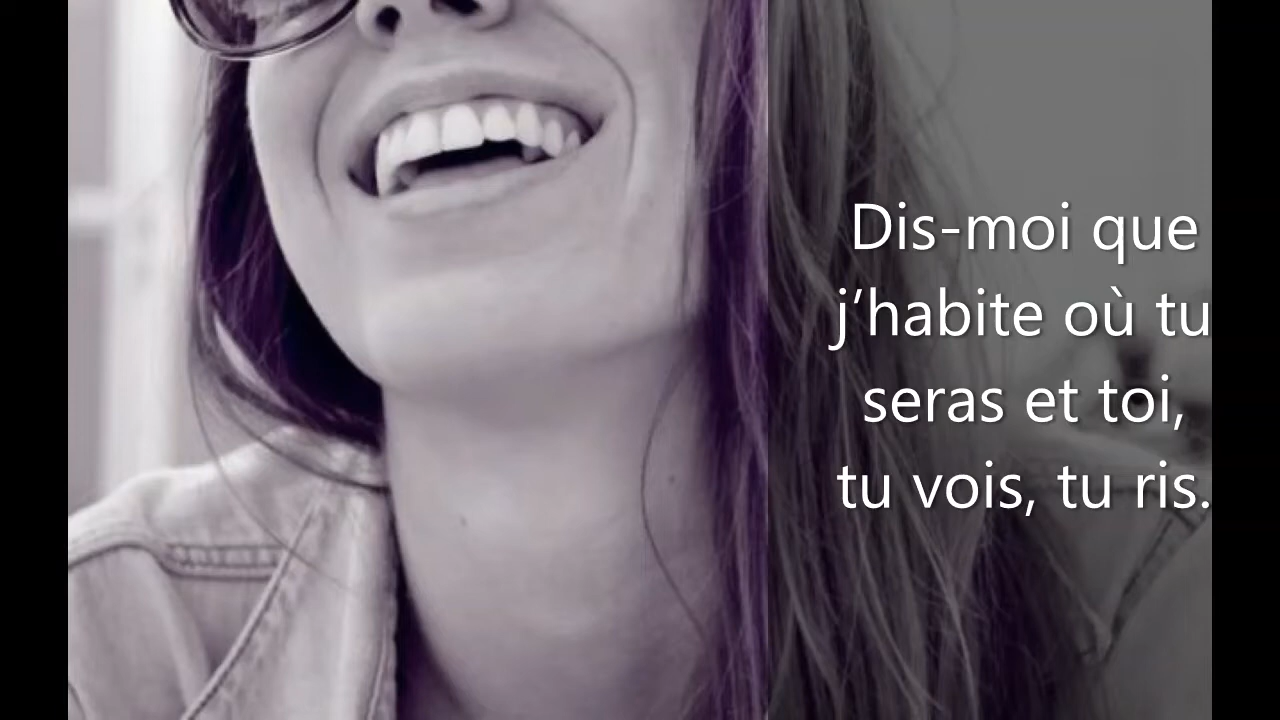 Dis-moi que
j’habite où tu
seras et toi,
tu vois, tu ris.